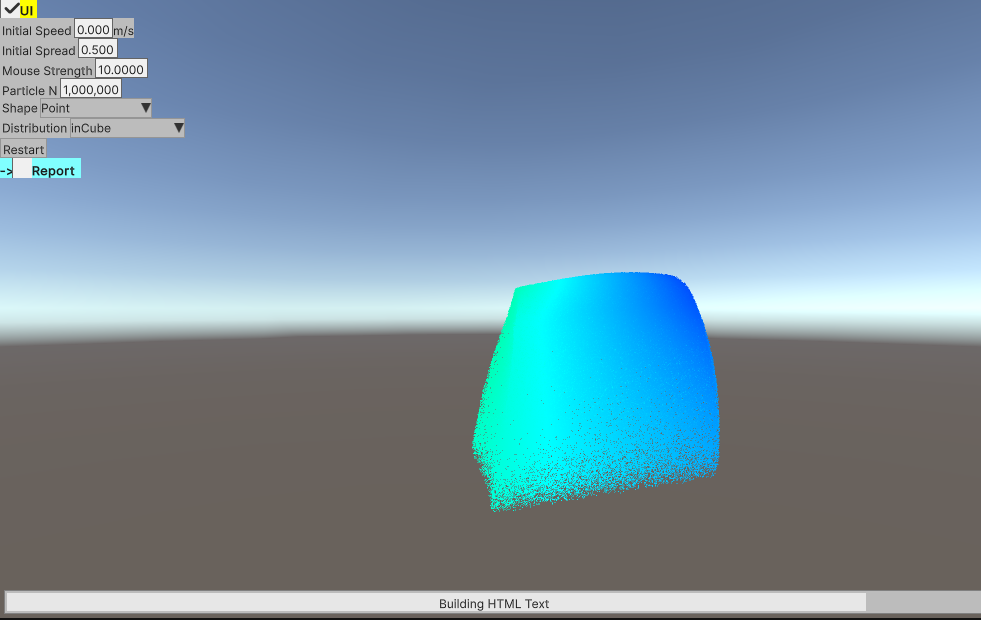 UI
Initial Speed 0.000 m/s
Initial Spread 0.500
Mouse Strength 10.0000
Particle N 1,000,000
Shape Point
Distribution inCube
Restart
-> Report
Building HTML Text